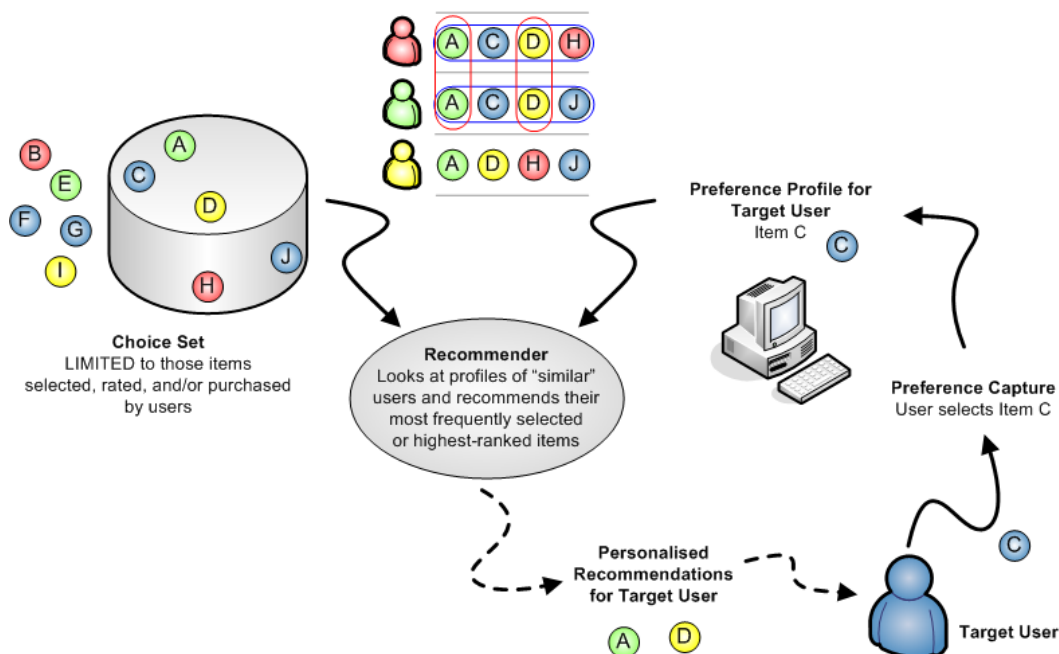 A C D H
A C D J
A D H J
B
E
F
G
I
A
C
D
J
H
Choice Set
LIMITED to those items
selected, rated, and/or purchased
by users
Recommender
Looks at profiles of “similar”
users and recommends their
most frequently selected
or highest-ranked items
Preference Profile for
Target User
Item C
C
Preference Capture
User selects Item C
C
Target User
Personalised
Recommendations
for Target User
A D